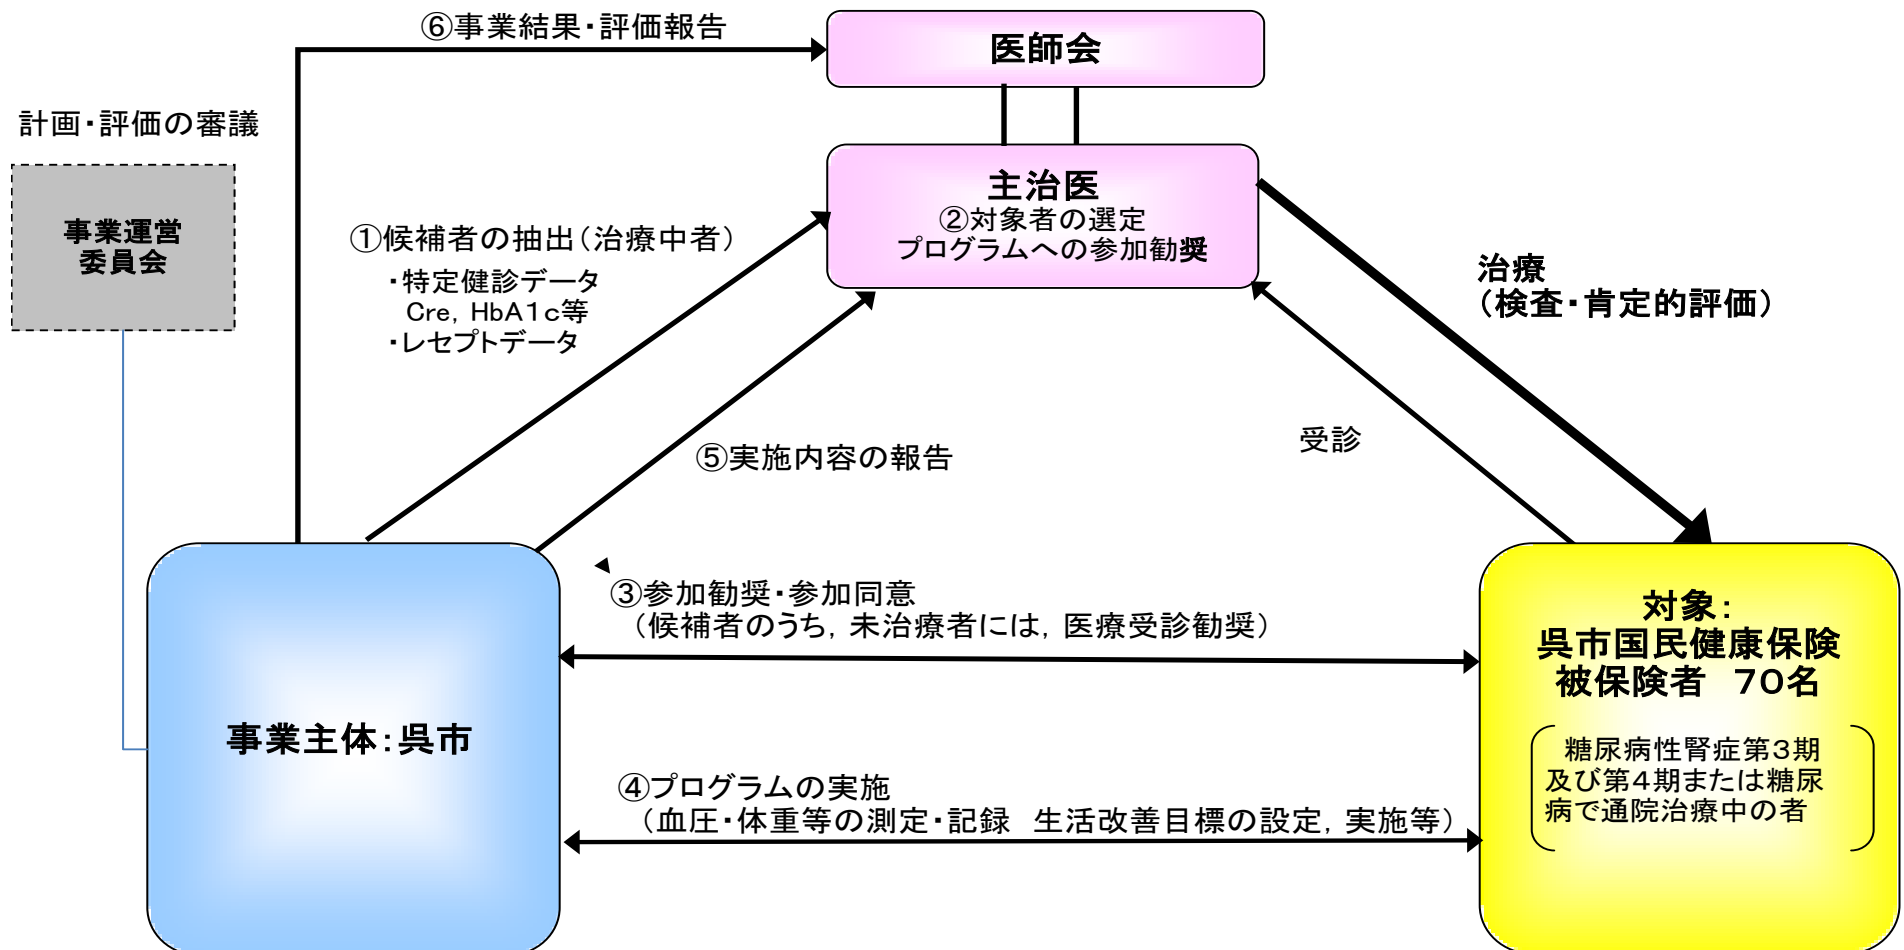 ⑥事業結果・評価報告
医師会
計画・評価の審議
事業運営
委員会
主治医
②対象者の選定
プログラムへの参加勧奨
①候補者の抽出（治療中者）
・特定健診データ
Cre，HbA1c等
・レセプトデータ
治療
（検査・肯定的評価）
⑤実施内容の報告
受診
③参加勧奨・参加同意
（候補者のうち，未治療者には，医療受診勧奨）
事業主体：呉市
④プログラムの実施
（血圧・体重等の測定・記録　生活改善目標の設定，実施等）
対象：
呉市国民健康保険
被保険者　70名
糖尿病性腎症第３期
及び第４期または糖尿
病で通院治療中の者